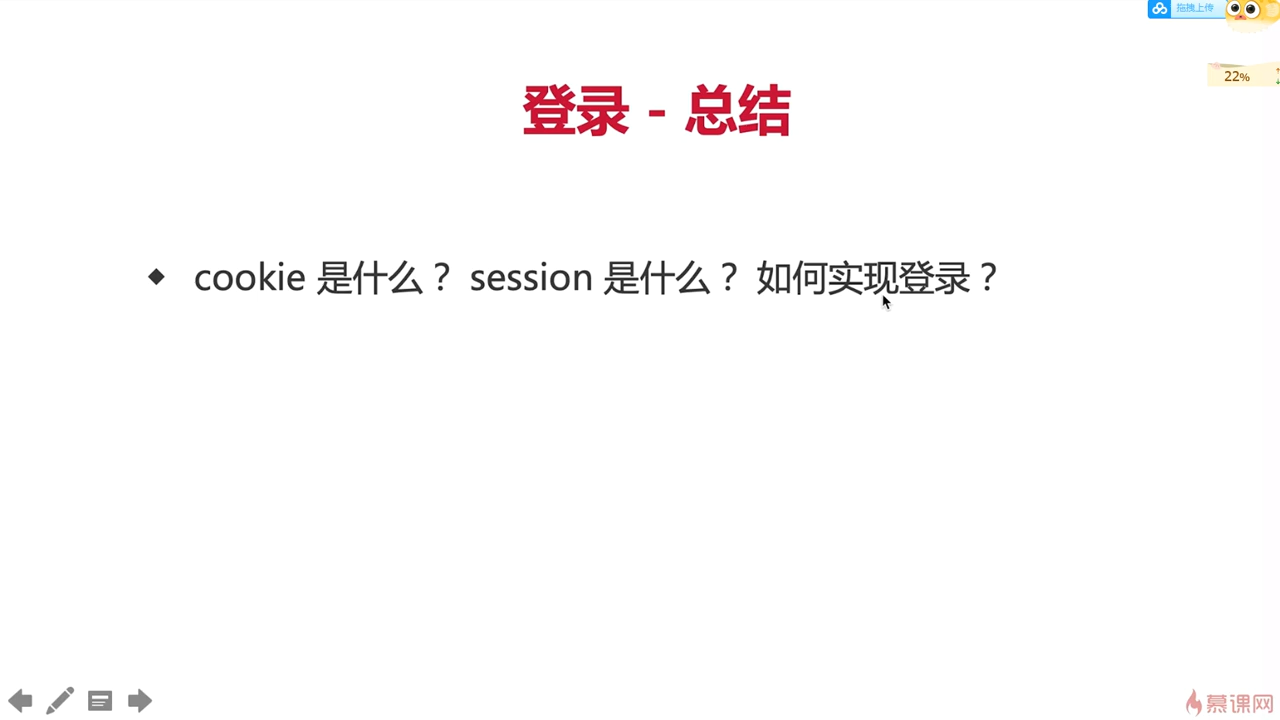 拖拽上传
22%
登录 - 总结
◆ cookie 是什么？ session 是什么？ 如何实现登录？
慕课网